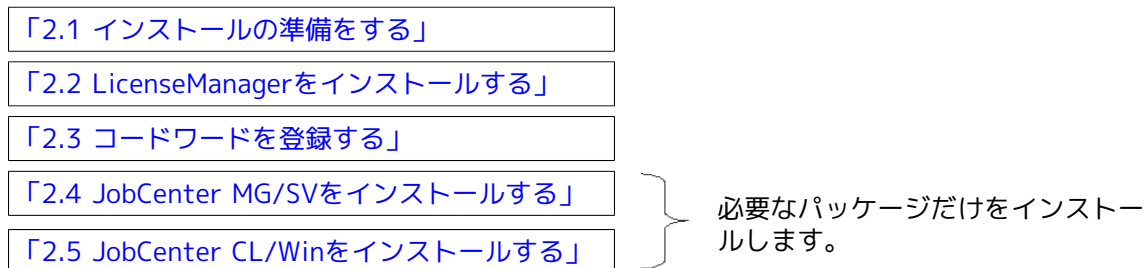 「2.1 インストールの準備をする」
「2.2 LicenseManagerをインストールする」
「2.3 コードワードを登録する」
「2.4 JobCenter MG/SVをインストールする」
「2.5 JobCenter CL/Winをインストールする」
必要なパッケージだけをインストー
ルします。